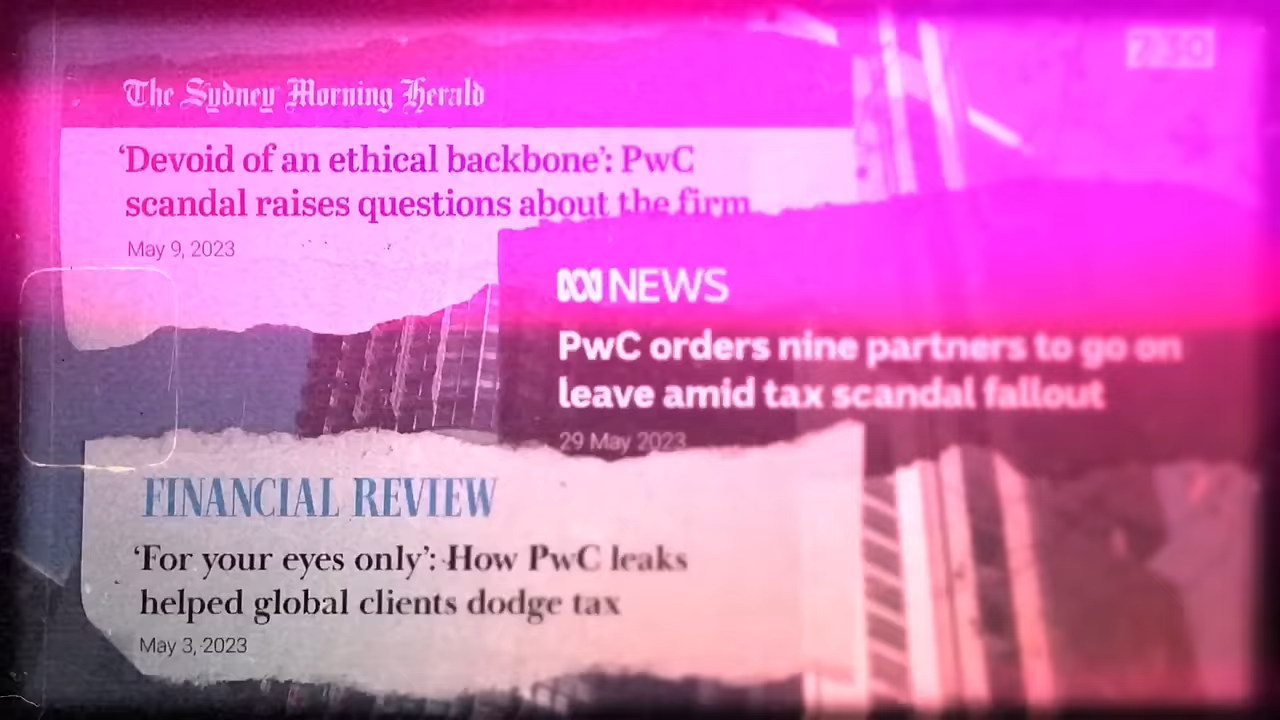 7.30
The Sydney Morning Herald
‘Devoid of an ethical backbone’: PwC
scandal raises questions about the firm
May 9, 2023
NEWS
PwC orders nine partners to go on
leave amid tax scandal fallout
29 May 2023
FINANCIAL REVIEW
‘For your eyes only’: How PwC leaks
helped global clients dodge tax
May 3, 2023